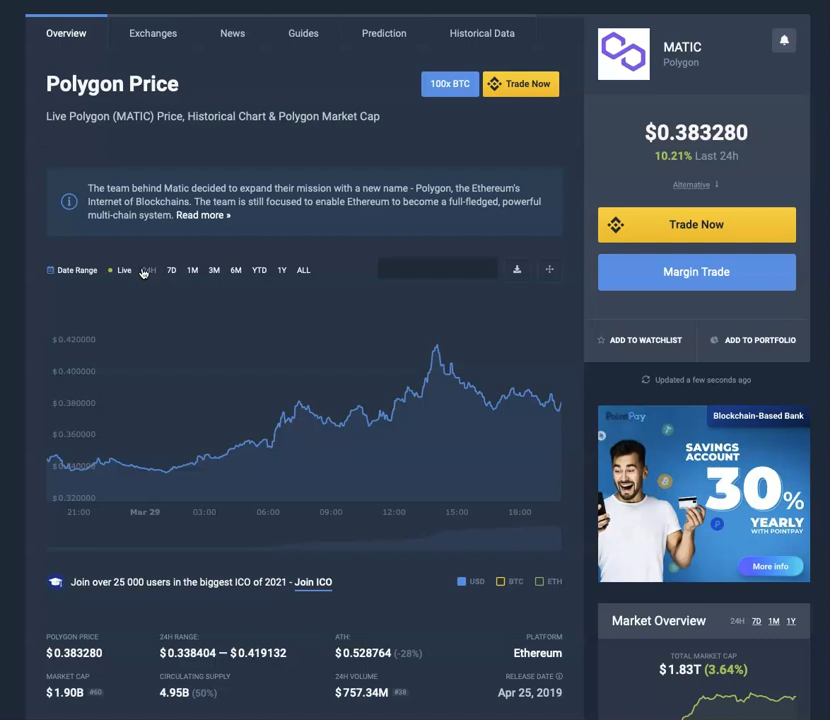 Overview Exchanges News Guides Prediction Historical Data
Polygon Price
100x BTC
Trade Now
Live Polygon (MATIC) Price, Historical Chart & Polygon Market Cap
The team behind Matic decided to expand their mission with a new name - Polygon, the Ethereum's
Internet of Blockchains. The team is still focused to enable Ethereum to become a full-fledged, powerful
multi-chain system. Read more »
Date Range Live 7D 1M 3M 6M YTD 1Y ALL
$0.420000
$0.400000
$0.380000
$0.360000
$0.340000
$0.320000
21:00 Mar 29 03:00 06:00 09:00 12:00 15:00 18:00
Join over 25 000 users in the biggest ICO of 2021 - Join ICO
USD BTC ETH
POLYGON PRICE
$0.383280
24H RANGE:
$0.338404 — $0.419132
ATH:
$0.528764 (-28%)
PLATFORM
Ethereum
MARKET CAP
$1.90B #60
CIRCULATING SUPPLY
4.95B (50%)
24H VOLUME
$757.34M #38
RELEASE DATE
Apr 25, 2019
MATIC
Polygon
$0.383280
10.21% Last 24h
Alternative ↓
Trade Now
Margin Trade
ADD TO WATCHLIST
ADD TO PORTFOLIO
Updated a few seconds ago
PointPay
Blockchain-Based Bank
SAVINGS
ACCOUNT
30%
YEARLY
WITH POINTPAY
More info
Market Overview 24H 7D 1M 1Y
TOTAL MARKET CAP
$1.83T (3.64%)